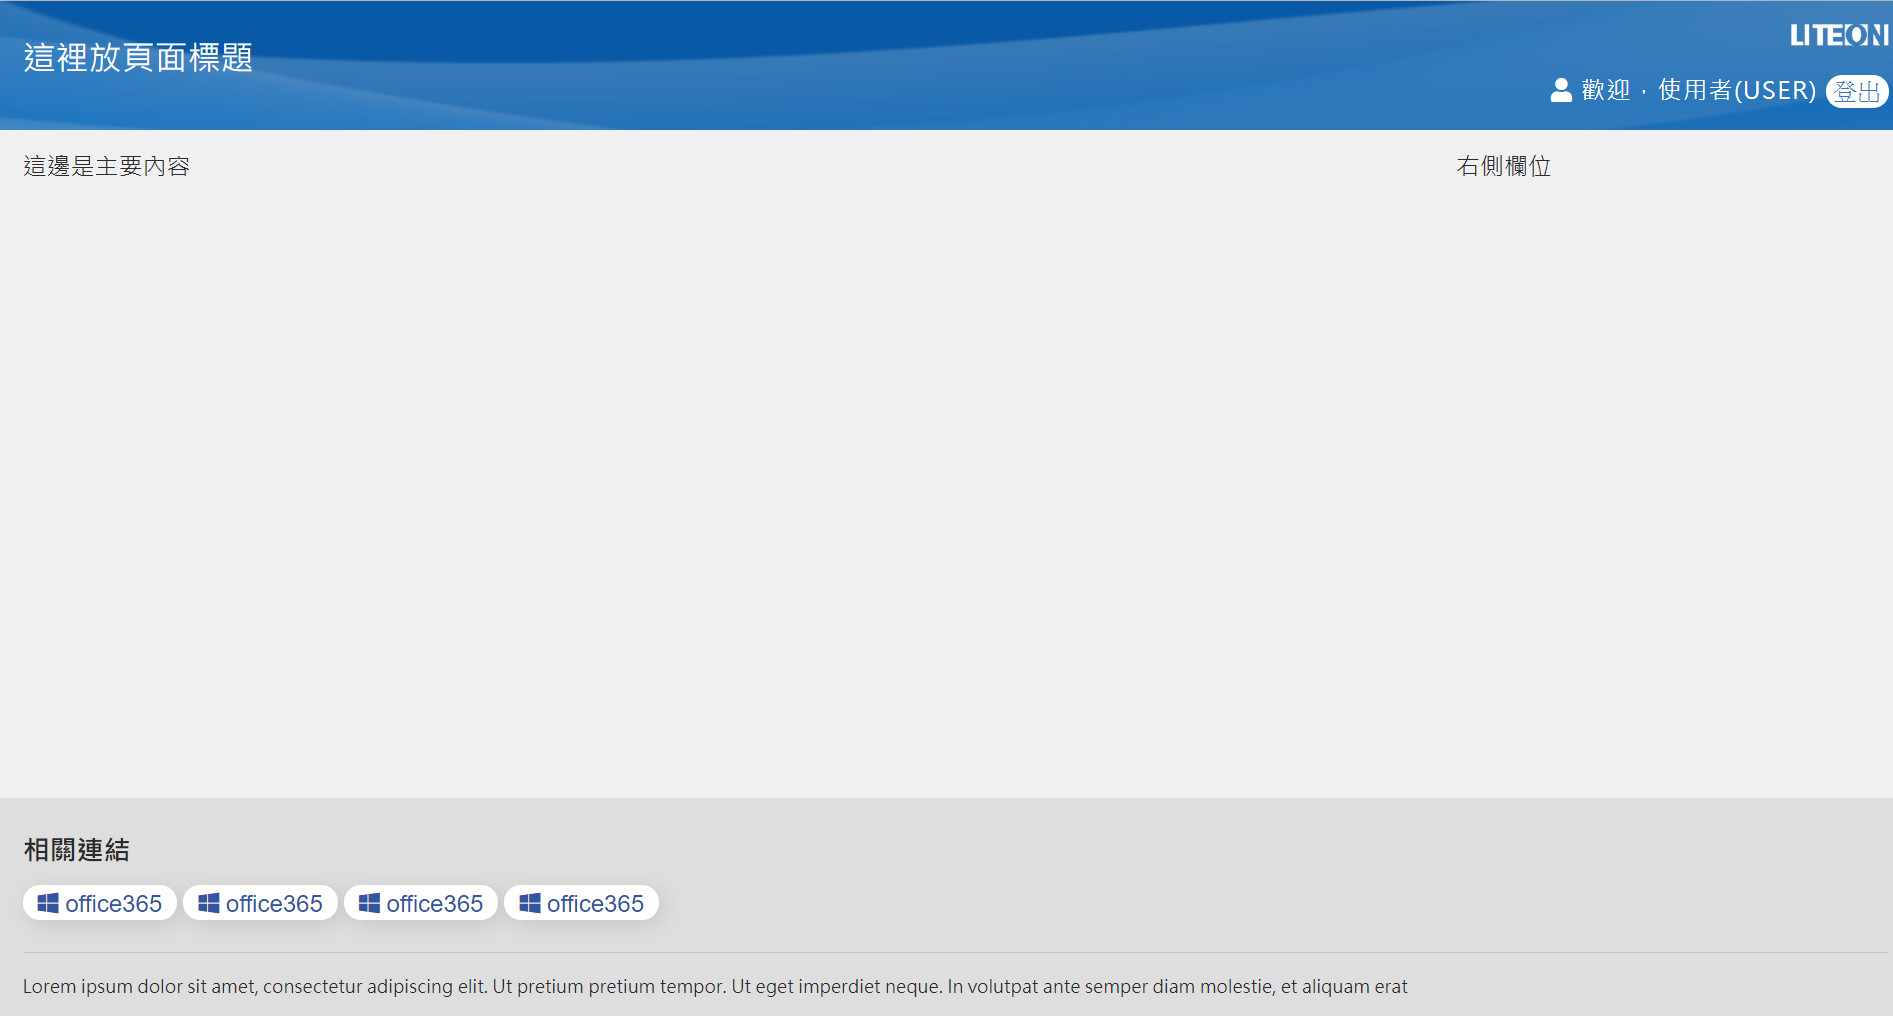 這裡放頁面標題
LITEON
歡迎，使用者(USER) 登出
這邊是主要內容
右側欄位
相關連結
office365 office365 office365 office365
Lorem ipsum dolor sit amet, consectetur adipiscing elit. Ut pretium pretium tempor. Ut eget imperdiet neque. In volutpat ante semper diam molestie, et aliquam erat